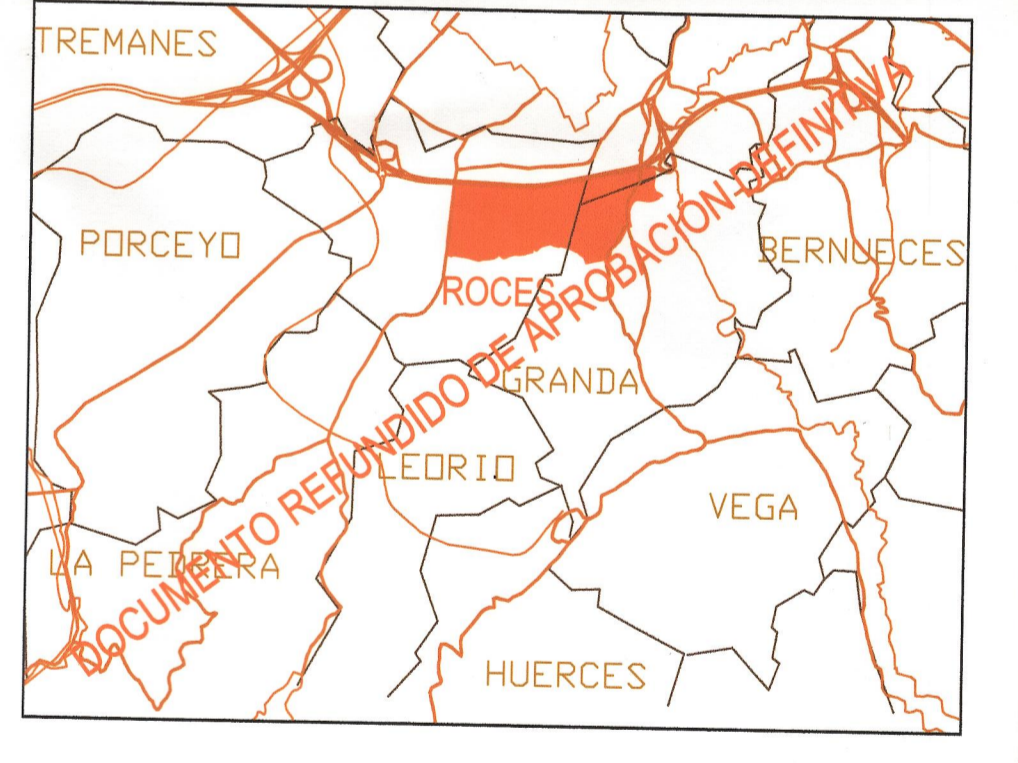 TREMANES
PORCEYO
BERNUECES
ROCES
GRANDA
LEORIO
VEGA
LA PEDRERA
HUERCES
DOCUMENTO REFUNDIDO DE APROBACIÓN DEFINITIVA